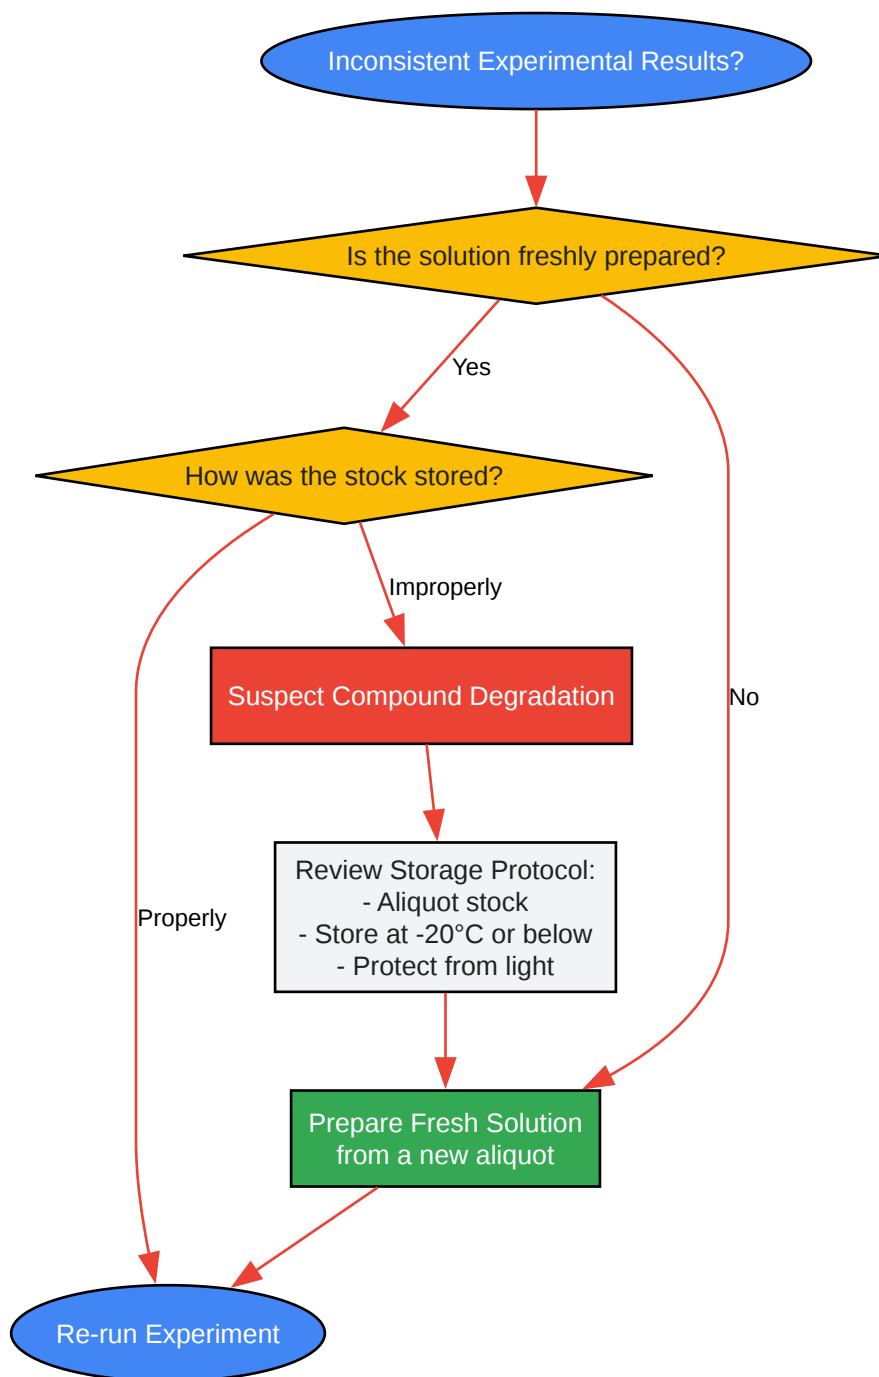 Inconsistent Experimental Results?
Is the solution freshly prepared?
Yes
How was the stock stored?
Improperly
Suspect Compound Degradation
No
Review Storage Protocol:
- Aliquot stock
- Store at -20°C or below
- Protect from light
Properly
Prepare Fresh Solution
from a new aliquot
Re-run Experiment